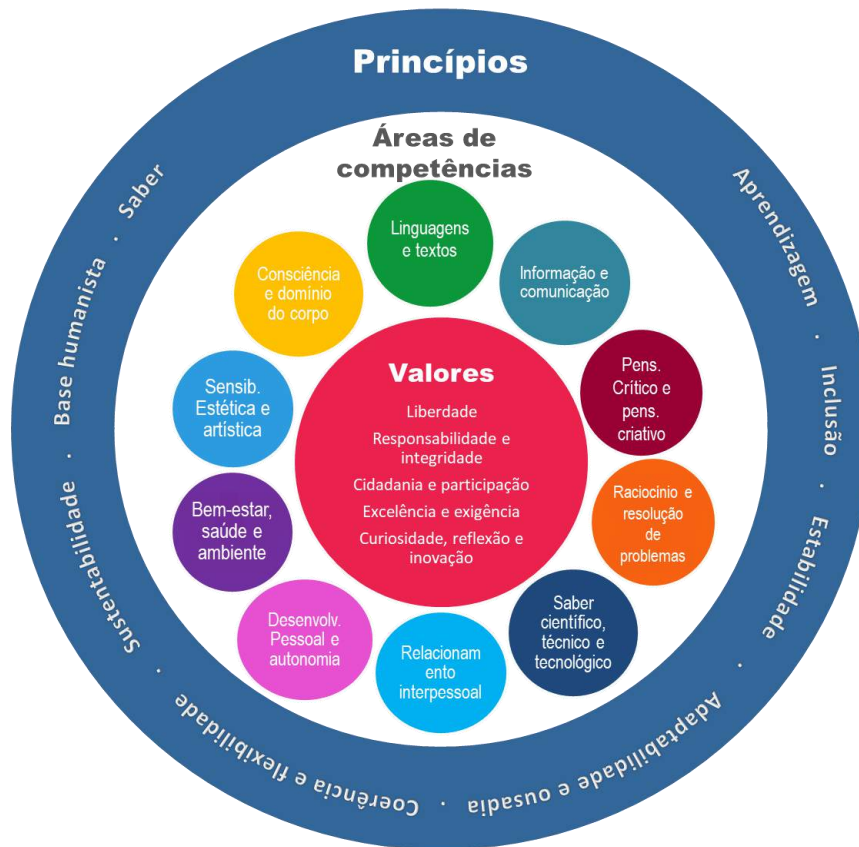 Princípios
Áreas de
competências
Linguagens
e textos
Informação e
comunicação
Pens.
Crítico e
pens.
criativo
Raciocínio e
resolução
de
problemas
Saber
científico,
técnico e
tecnológico
Relacionam
ento
interpessoal
Desenvolv.
Pessoal e
autonomia
Bem-estar,
saúde e
ambiente
Sensib.
Estética e
artística
Consciência
e domínio
do corpo
Valores
Liberdade
Responsabilidade e
integridade
Cidadania e participação
Excelência e exigência
Curiosidade, reflexão e
inovação
Aprendizagem · Inclusão · Estabilidade · Adaptabilidade e ousadia · Coerência e flexibilidade · Sustentabilidade · Base humanista · Saber